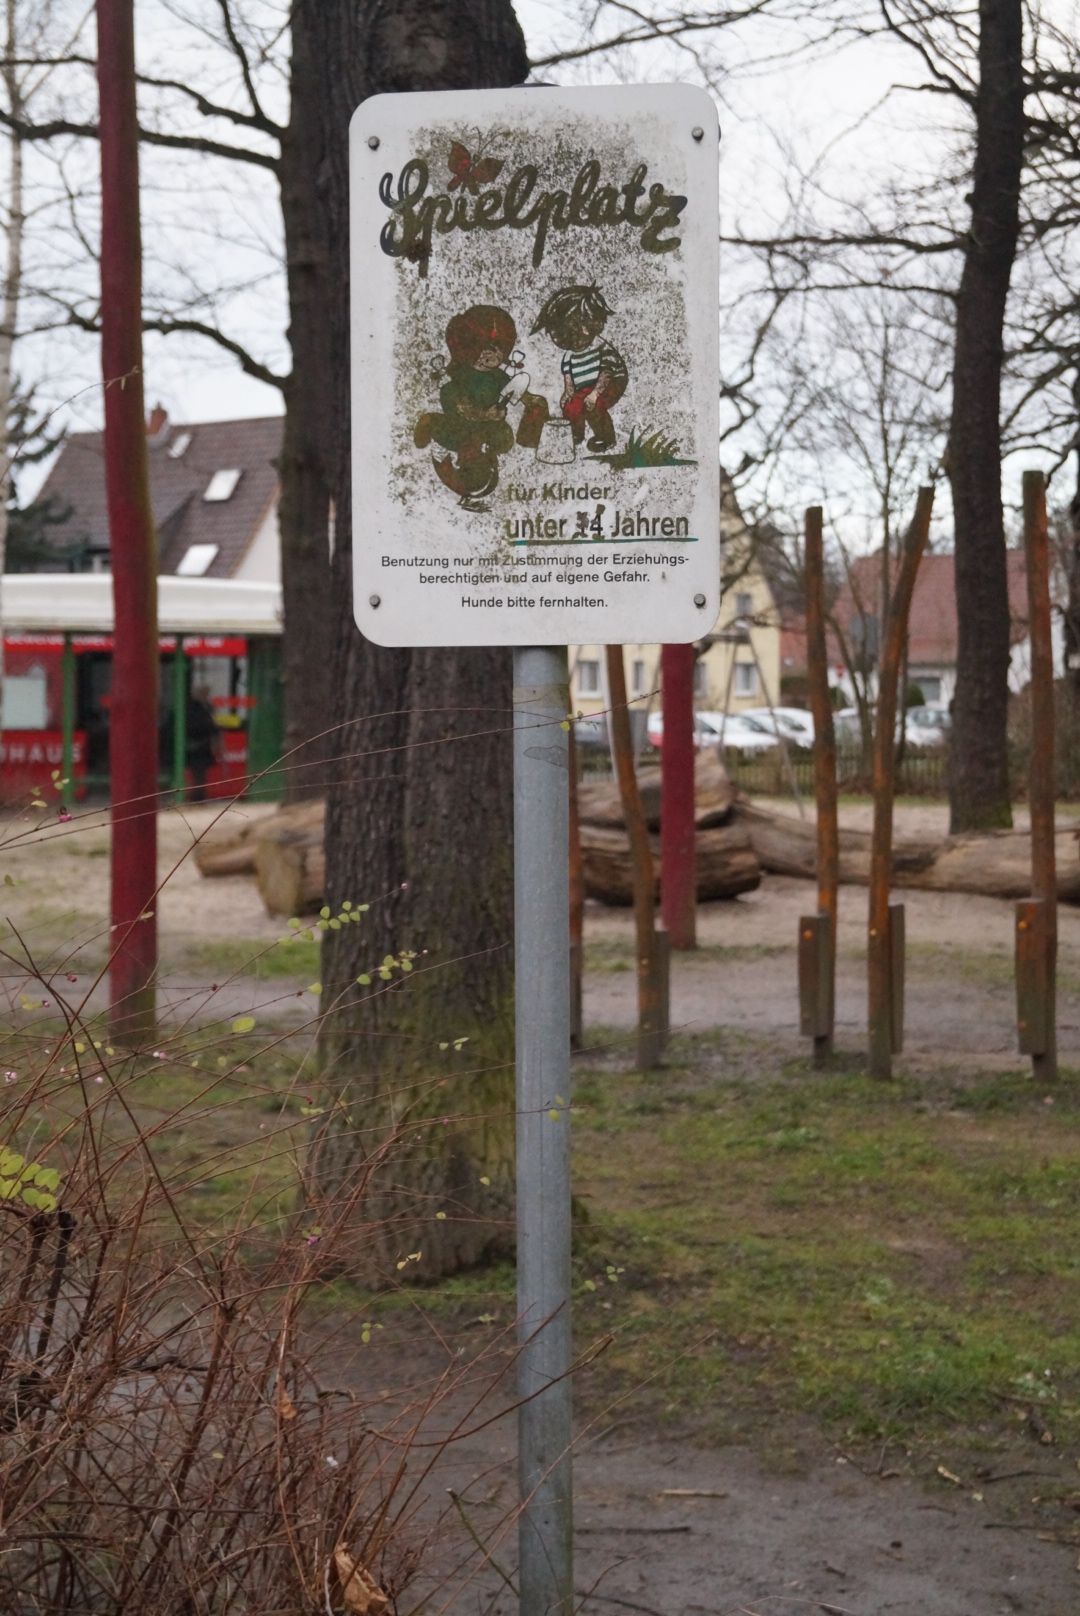 Spielplatz
für Kinder
unter 14 Jahren
Benutzung nur mit Zustimmung der Erziehungs-
berechtigten und auf eigene Gefahr.
Hunde bitte fernhalten.